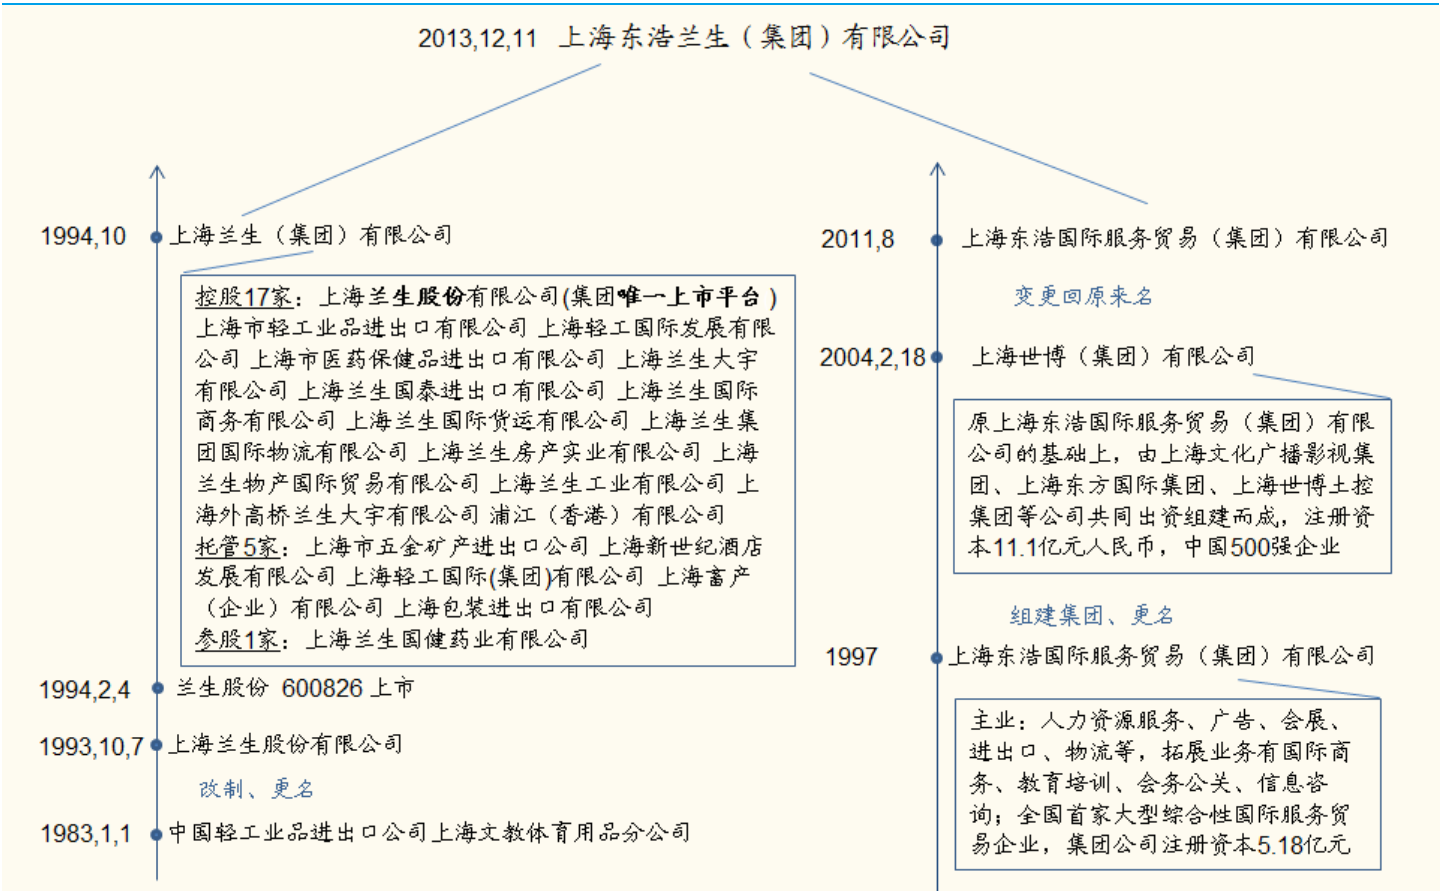 2013,12,11 上海东浩兰生（集团）有限公司
1994,10 上海兰生（集团）有限公司
控股17家：上海兰生股份有限公司(集团唯一上市平台）
上海市轻工业品进出口有限公司 上海轻工国际发展有限
公司 上海市医药保健品进出口有限公司 上海兰生大宇
有限公司 上海兰生国泰进出口有限公司 上海兰生国际
商务有限公司 上海兰生国际货运有限公司 上海兰生集
团国际物流有限公司 上海兰生房产实业有限公司 上海
兰生物产国际贸易有限公司 上海兰生工业有限公司 上
海外高桥兰生大宇有限公司 浦江（香港）有限公司
托管5家：上海市五金矿产进出口公司 上海新世纪酒店
发展有限公司 上海轻工国际(集团)有限公司 上海畜产
（企业）有限公司 上海包装进出口有限公司
参股1家：上海兰生国健药业有限公司
1994,2,4 兰生股份 600826 上市
1993,10,7 上海兰生股份有限公司
改制、更名
1983,1,1 中国轻工业品进出口公司上海文教体育用品分公司
2011,8 上海东浩国际服务贸易（集团）有限公司
变更回原来名
2004,2,18 上海世博（集团）有限公司
原上海东浩国际服务贸易（集团）有限
公司的基础上，由上海文化广播影视集
团、上海东方国际集团、上海世博土控
集团等公司共同出资组建而成，注册资
本11.1亿元人民币，中国500强企业
组建集团、更名
1997 上海东浩国际服务贸易（集团）有限公司
主业：人力资源服务、广告、会展、
进出口、物流等，拓展业务有国际商
务、教育培训、会务公关、信息咨
询；全国首家大型综合性国际服务贸
易企业，集团公司注册资本5.18亿元